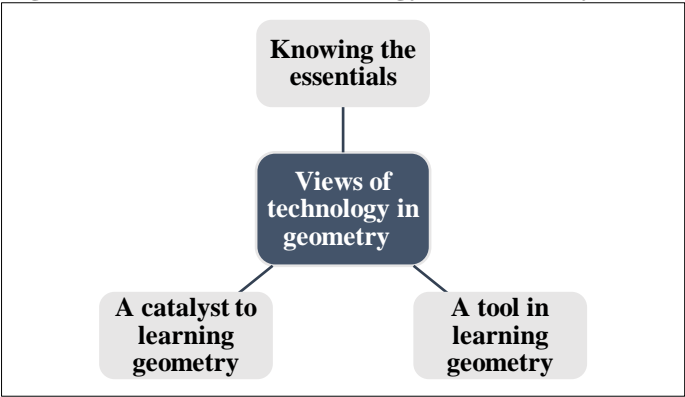 Knowing the
essentials
Views of
technology in
geometry
A catalyst to
learning
geometry
A tool in
learning
geometry